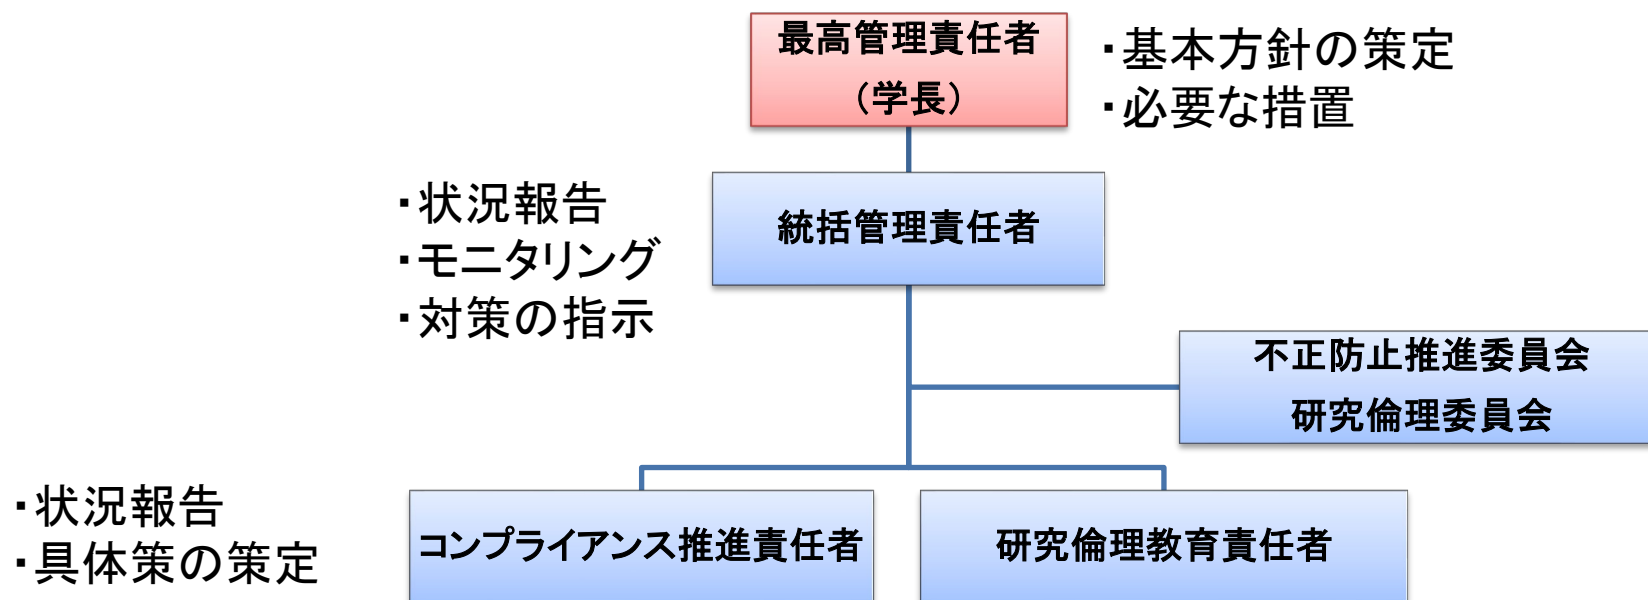 最高管理責任者
（学長）
・基本方針の策定
・必要な措置
・状況報告
・モニタリング
・対策の指示
統括管理責任者
不正防止推進委員会
研究倫理委員会
・状況報告
・具体策の策定
コンプライアンス推進責任者
研究倫理教育責任者